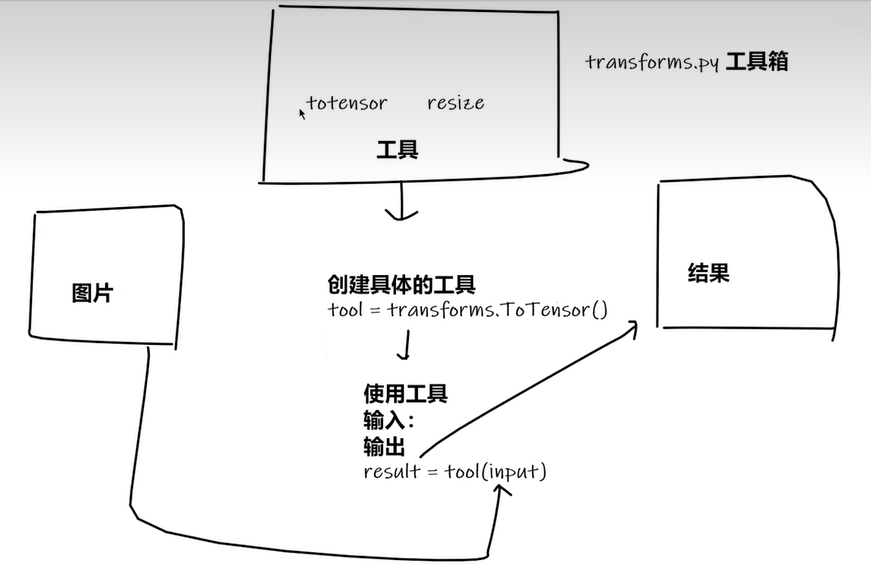 transforms.py 工具箱
totensor resize
工具
图片
创建具体的工具
tool = transforms.ToTensor()
使用工具
输入：
输出
result = tool(input)
结果